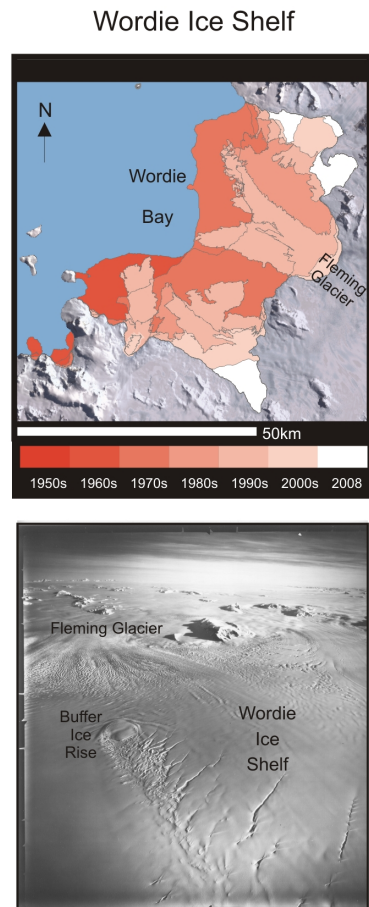 Wordie Ice Shelf
N
Wordie
Bay
Fleming
Glacier
50km
1950s 1960s 1970s 1980s 1990s 2000s 2008
Fleming Glacier
Buffer
Ice
Rise
Wordie
Ice
Shelf